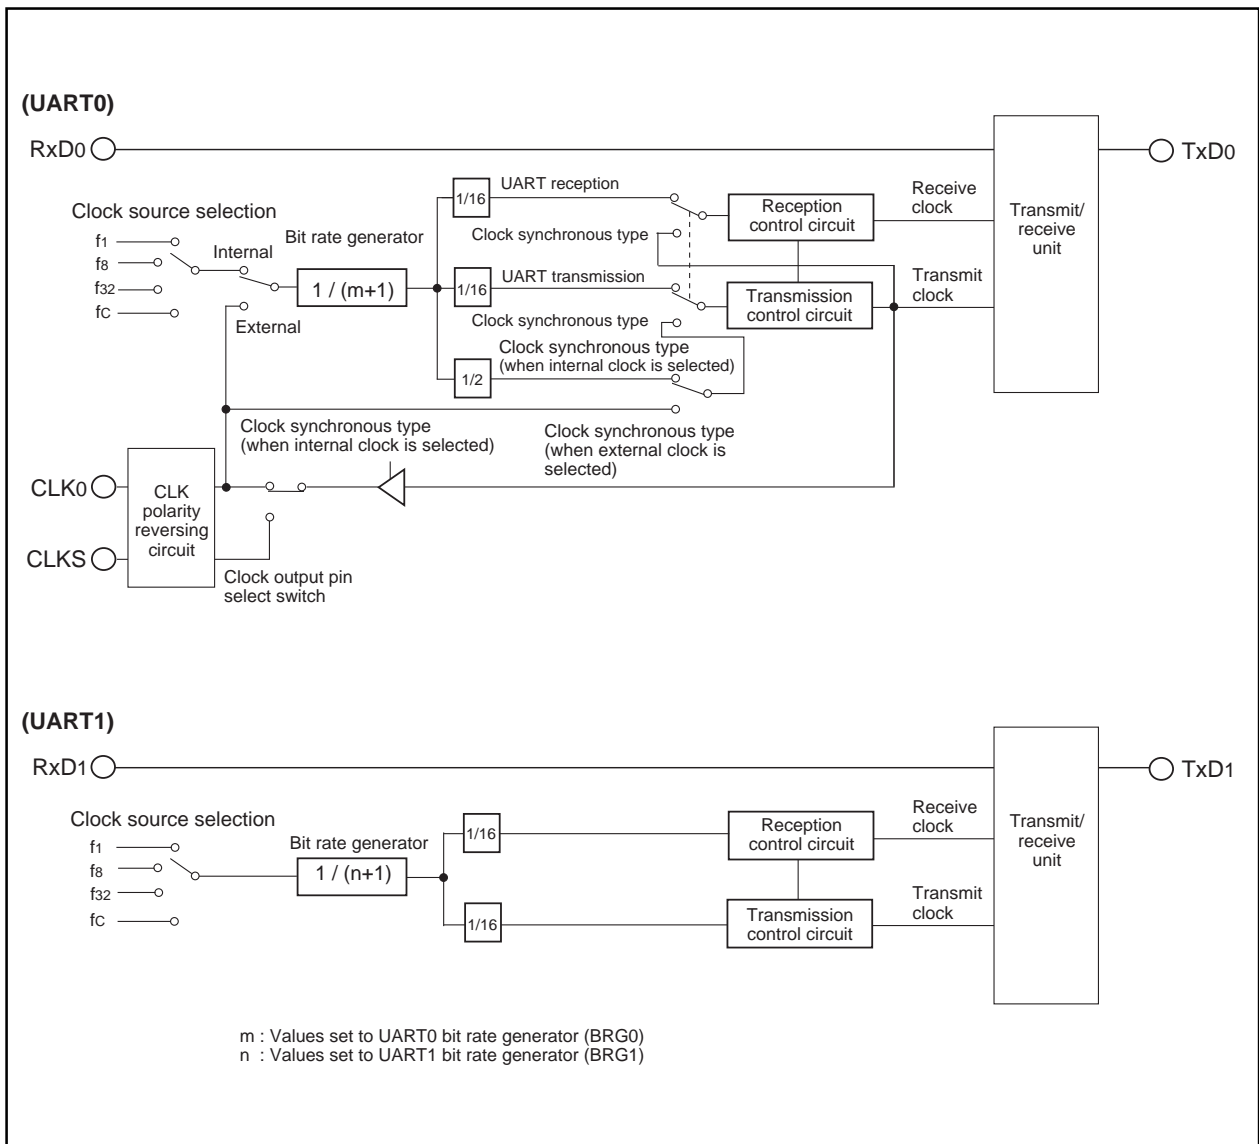 (UART0)
RxD0
TxD0
Clock source selection
f1
f8
f32
fC
Internal
External
Bit rate generator
1 / (m+1)
1/16
UART reception
Clock synchronous type
1/16
UART transmission
Clock synchronous type
1/2
Clock synchronous type
(when internal clock is selected)
Reception
control circuit
Transmission
control circuit
Receive
clock
Transmit
clock
Transmit/
receive
unit
Clock synchronous type
(when internal clock is selected)
Clock synchronous type
(when external clock is
selected)
CLK0
CLKS
CLK
polarity
reversing
circuit
Clock output pin
select switch
(UART1)
RxD1
TxD1
Clock source selection
f1
f8
f32
fC
Bit rate generator
1 / (n+1)
1/16
1/16
Reception
control circuit
Transmission
control circuit
Receive
clock
Transmit
clock
Transmit/
receive
unit
m : Values set to UART0 bit rate generator (BRG0)
n : Values set to UART1 bit rate generator (BRG1)